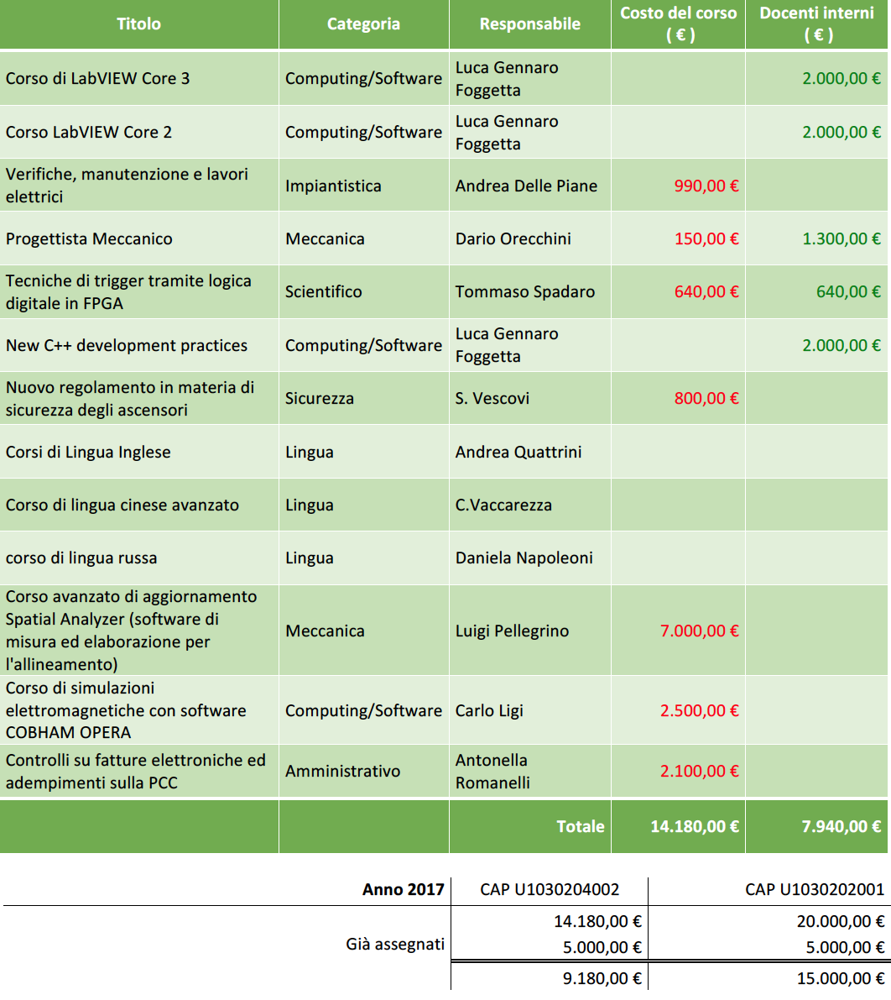 Titolo Categoria Responsabile Costo del corso ( € ) Docenti interni ( € )
Corso di LabVIEW Core 3 Computing/Software Luca Gennaro Foggetta 2.000,00 €
Corso LabVIEW Core 2 Computing/Software Luca Gennaro Foggetta 2.000,00 €
Verifiche, manutenzione e lavori elettrici Impiantistica Andrea Delle Piane 990,00 €
Progettista Meccanico Meccanica Dario Orecchini 150,00 € 1.300,00 €
Tecniche di trigger tramite logica digitale in FPGA Scientifico Tommaso Spadaro 640,00 € 640,00 €
New C++ development practices Computing/Software Luca Gennaro Foggetta 2.000,00 €
Nuovo regolamento in materia di sicurezza degli ascensori Sicurezza S. Vescovi 800,00 €
Corsi di Lingua Inglese Lingua Andrea Quattrini
Corso di lingua cinese avanzato Lingua C.Vaccarezza
corso di lingua russa Lingua Daniela Napoleoni
Corso avanzato di aggiornamento Spatial Analyzer (software di misura ed elaborazione per l'allineamento) Meccanica Luigi Pellegrino 7.000,00 €
Corso di simulazioni elettromagnetiche con software COBHAM OPERA Computing/Software Carlo Ligi 2.500,00 €
Controlli su fatture elettroniche ed adempimenti sulla PCC Amministrativo Antonella Romanelli 2.100,00 €
Totale 14.180,00 € 7.940,00 €
Anno 2017 CAP U1030204002 CAP U1030202001
14.180,00 € 20.000,00 €
Già assegnati 5.000,00 € 5.000,00 €
9.180,00 € 15.000,00 €